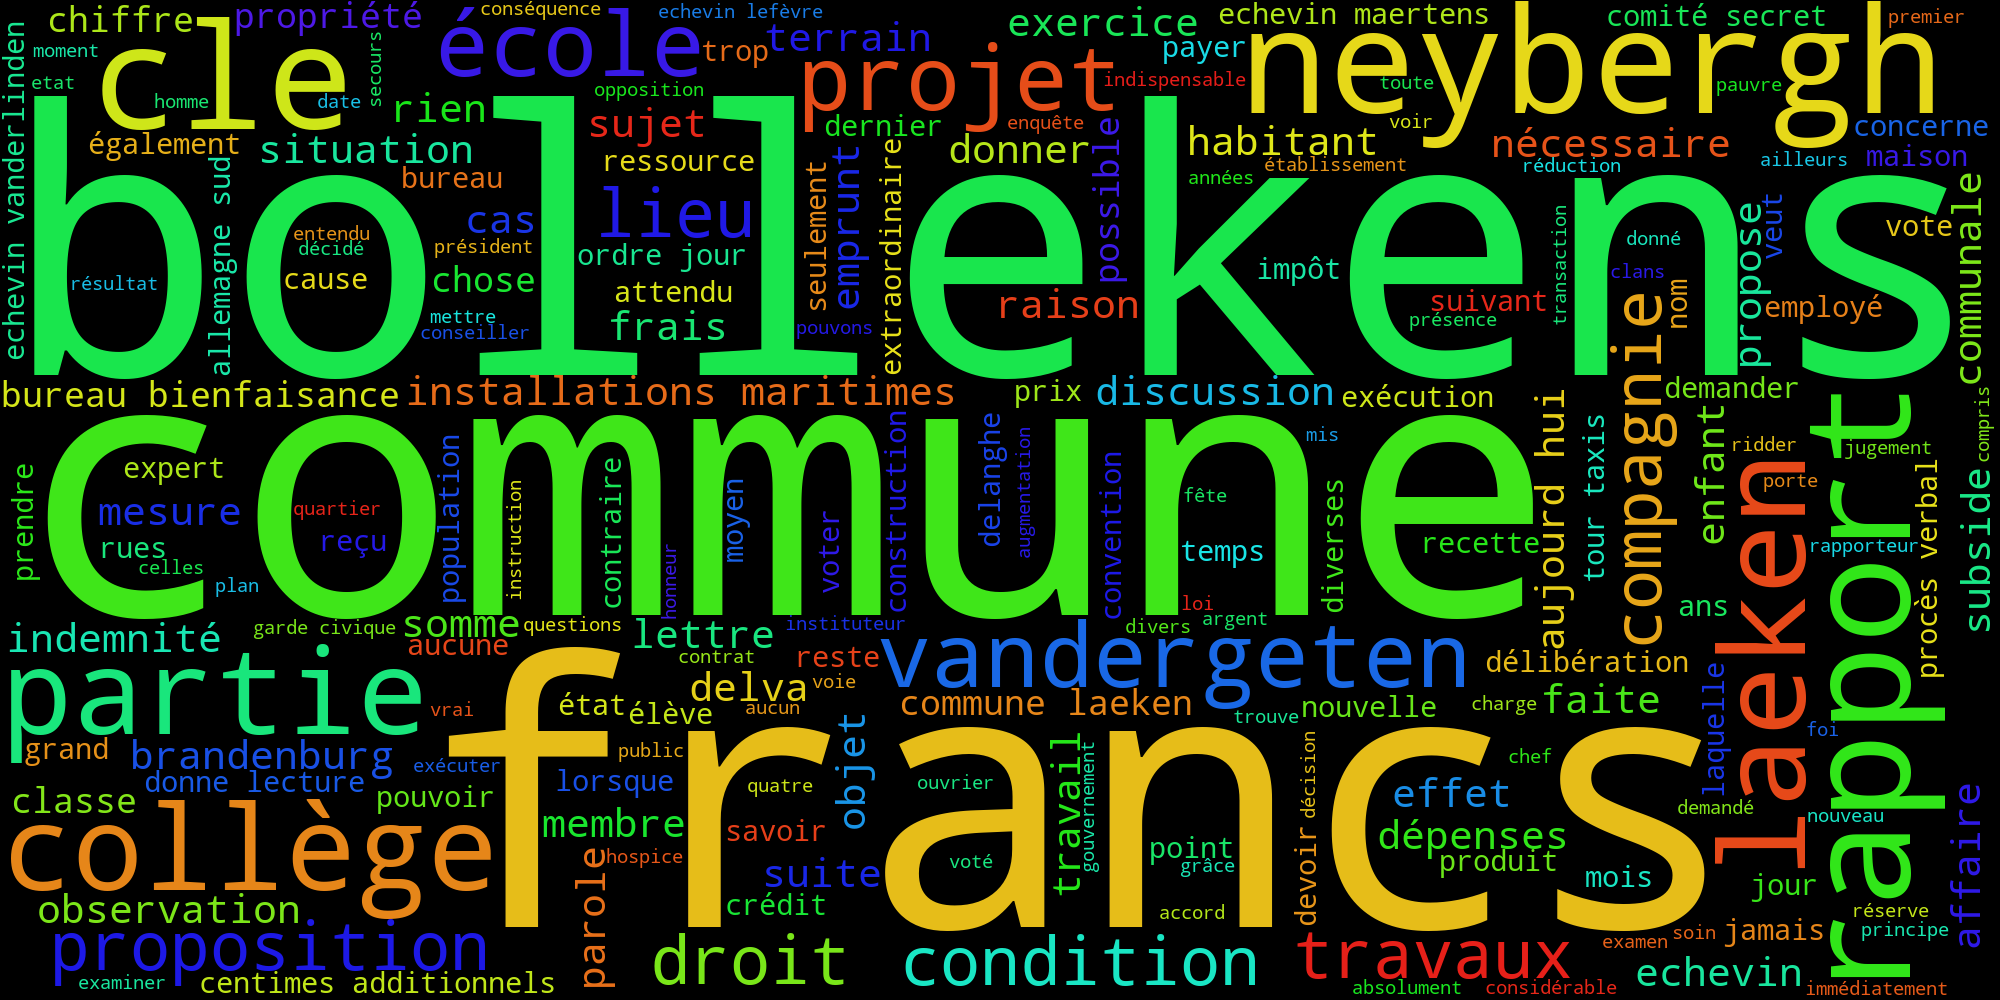 bollekens
commune
francs
chiffre
propriété
conséquence
echevin lefèvre
exercice
echevin maertens
comité secret
premier
moment
cle
secours
école
trop
terrain
projet
payer
neybergh
etat
homme
date
rien
opposition
indispensable
toute
pauvre
également
situation
sujet
dernier
enquête
donner
habitant
voir
nécessaire
concerne
echevin vanderlinden
allemagne sud
bureau
ressource
seulement
emprunt
extraordinaire
possible
établissement
années
réduction
ailleurs
maison
cas
lieu
entendu
décidé
président
ordre jour
impôt
transaction
donné
propose
veut
vote
communale
résultat
cause
chose
attendu
raison
clans
nom
suivant
employé
mettre
conseiller
frais
pouvons
présence
compagnie
bureau bienfaisance
installations maritimes
prix
discussion
exécution
demander
aujourd hui
tour taxis
enfant
ridder
jugement
compris
prendre
expert
population
contraire
construction
delanghe
augmentation
convention
mis
porte
laeken
rapport
procès verbal
subside
mesure
quartier
instruction
moyen
fête
diverses
rues
reçu
voter
temps
recette
rapporteur
celles
plan
honneur
loi
argent
ans
indemnité
garde civique
somme
questions
lettre
instituteur
divers
aucune
contrat
reste
vandergeten
délibération
laquelle
partie
delva
voie
vrai
état
élève
aucun
commune laeken
trouve
nouvelle
charge
faite
foi
grand
brandenburg
exécuter
public
objet
travail
gouvernement
décision
chef
donne lecture
lorsque
quatre
ouvrier
effet
classe
pouvoir
demandé
nouveau
affaire
collège
membre
savoir
dépenses
parole
hospice
voté
point
grâce
devoir
produit
suite
mois
jour
observation
crédit
accord
réserve
proposition
droit
condition
travaux
examen
soin
jamais
principe
examiner
centimes additionnels
absolument
considérable
echevin
immédiatement